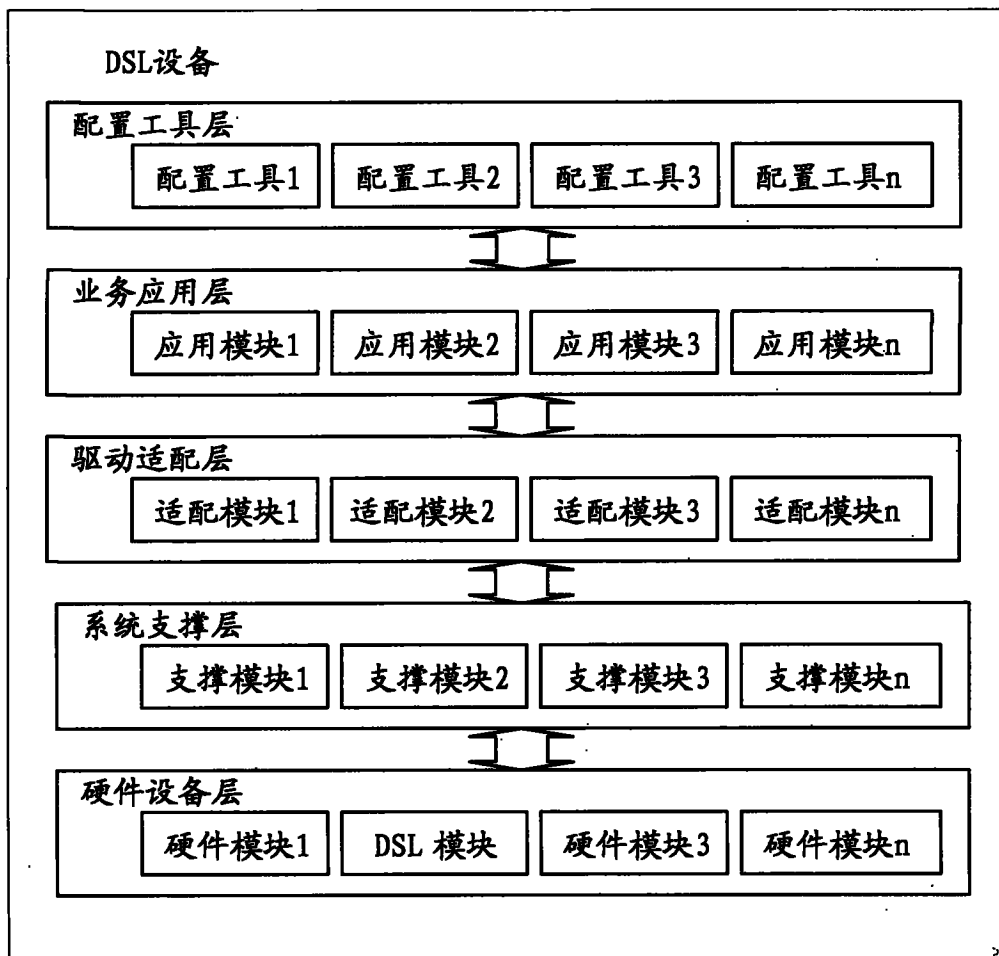 DSL设备
配置工具层
配置工具1 配置工具2 配置工具3 配置工具n
业务应用层
应用模块1 应用模块2 应用模块3 应用模块n
驱动适配层
适配模块1 适配模块2 适配模块3 适配模块n
系统支撑层
支撑模块1 支撑模块2 支撑模块3 支撑模块n
硬件设备层
硬件模块1 DSL 模块 硬件模块3 硬件模块n